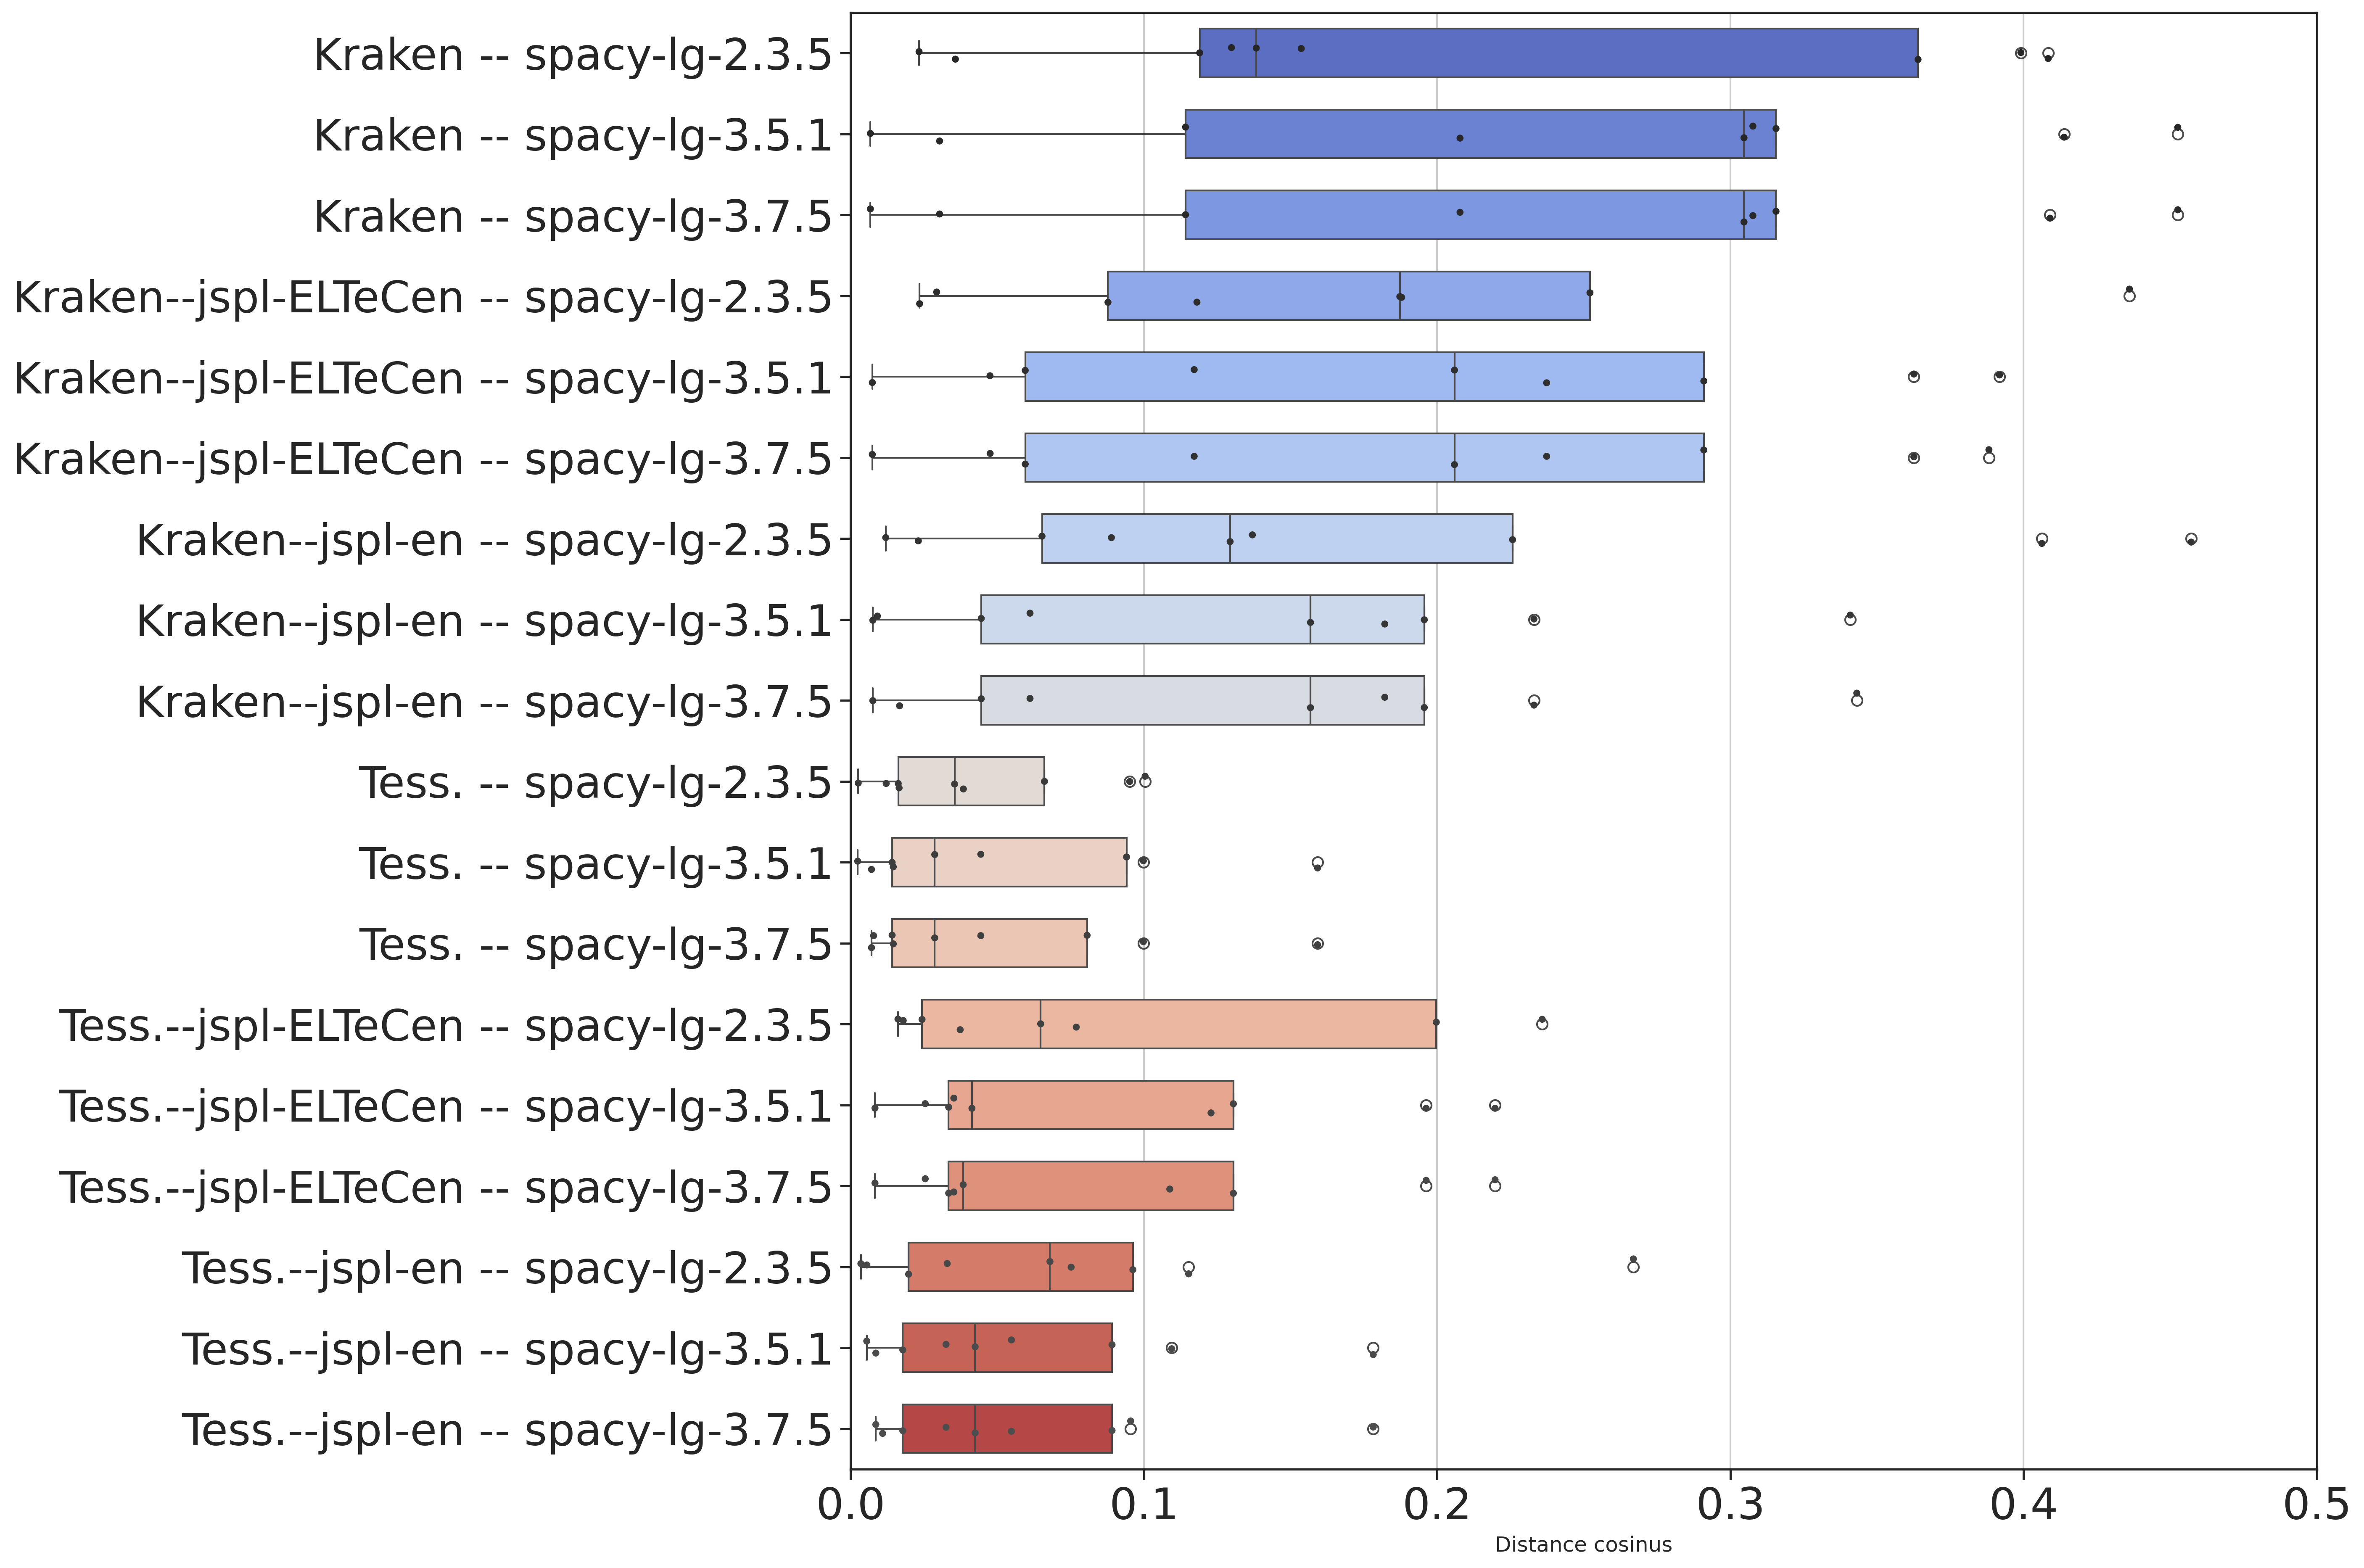 Kraken -- spacy-lg-2.3.5
Kraken -- spacy-lg-3.5.1
Kraken -- spacy-lg-3.7.5
Kraken--jspl-ELTeCen -- spacy-lg-2.3.5
Kraken--jspl-ELTeCen -- spacy-lg-3.5.1
Kraken--jspl-ELTeCen -- spacy-lg-3.7.5
Kraken--jspl-en -- spacy-lg-2.3.5
Kraken--jspl-en -- spacy-lg-3.5.1
Kraken--jspl-en -- spacy-lg-3.7.5
Tess. -- spacy-lg-2.3.5
Tess. -- spacy-lg-3.5.1
Tess. -- spacy-lg-3.7.5
Tess.--jspl-ELTeCen -- spacy-lg-2.3.5
Tess.--jspl-ELTeCen -- spacy-lg-3.5.1
Tess.--jspl-ELTeCen -- spacy-lg-3.7.5
Tess.--jspl-en -- spacy-lg-2.3.5
Tess.--jspl-en -- spacy-lg-3.5.1
Tess.--jspl-en -- spacy-lg-3.7.5
0.0 0.1 0.2 0.3 0.4 0.5
Distance cosinus